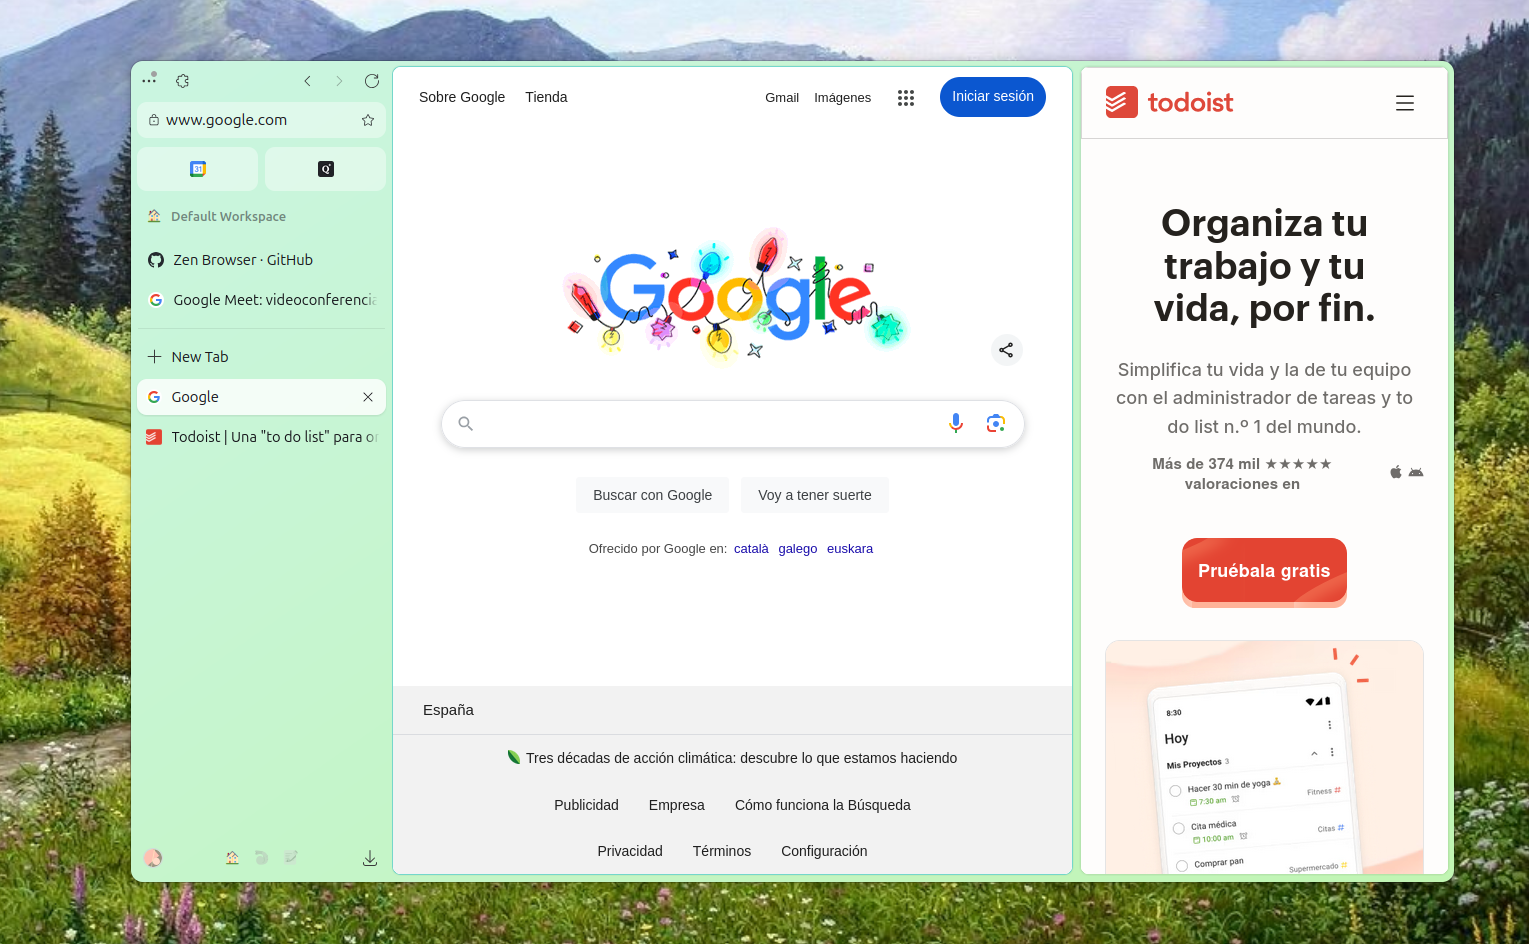 www.google.com
31
Q
Default Workspace
Zen Browser · GitHub
Google Meet: videoconferencia
New Tab
Google
Todoist | Una "to do list" para or
Sobre Google Tienda Gmail Imágenes Iniciar sesión
Google
Buscar con Google Voy a tener suerte
Ofrecido por Google en: català galego euskara
España
Tres décadas de acción climática: descubre lo que estamos haciendo
Publicidad Empresa Cómo funciona la Búsqueda
Privacidad Términos Configuración
todoist
Organiza tu
trabajo y tu
vida, por fin.
Simplifica tu vida y la de tu equipo
con el administrador de tareas y to
do list n.º 1 del mundo.
Más de 374 mil ★★★★★
valoraciones en
Pruébala gratis
8:30
Hoy
Mis Proyectos 3
Hacer 30 min de yoga
7:30 am
Fitness #
Cita médica
10:00 am
Citas #
Comprar pan
Supermercado #